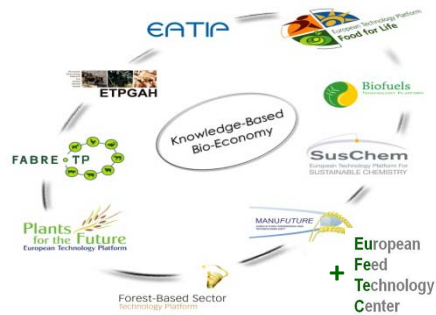 EATIP
European Technology Platform
Food for Life
ETPGAH
Biofuels
Knowledge-Based
Bio-Economy
FABRE TP
SusChem
European Technology Platform For
SUSTAINABLE CHEMISTRY
Plants
for the Future
European Technology Platform
MANUFUTURE
European
+ Feed
Technology
Center
Forest-Based Sector
Technology Platform